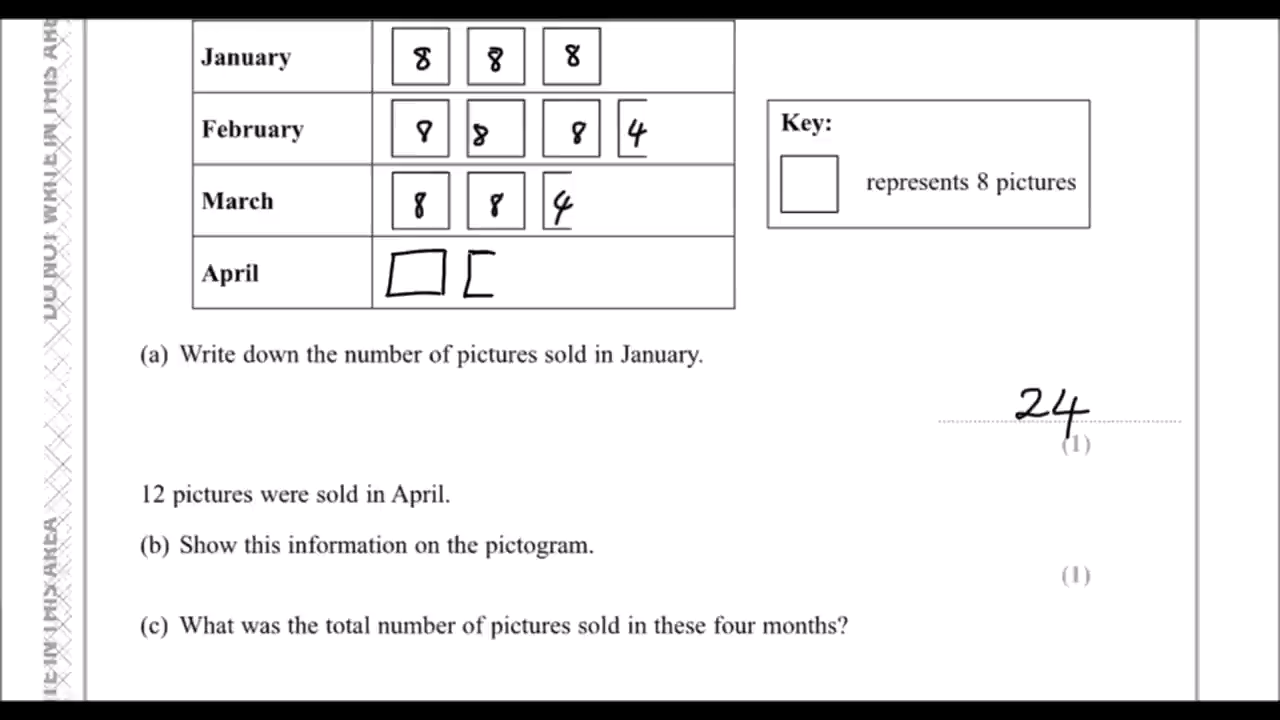 January 8 8 8
February 8 8 8 4
Key:
represents 8 pictures
March 8 8 4
April
(a) Write down the number of pictures sold in January.
24
(1)
12 pictures were sold in April.
(b) Show this information on the pictogram.
(1)
(c) What was the total number of pictures sold in these four months?